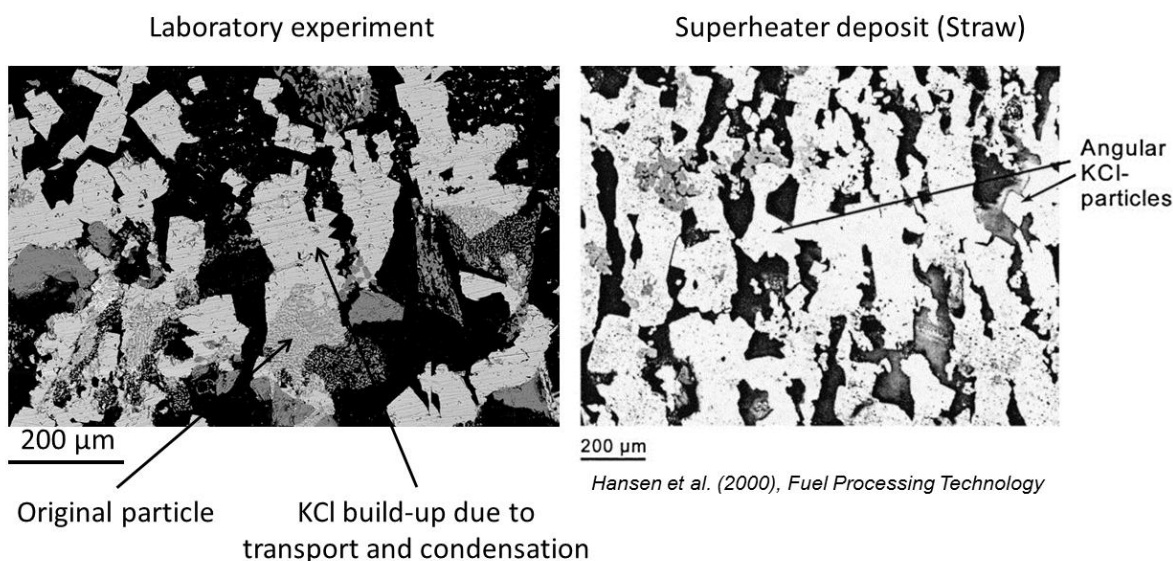 Laboratory experiment
Superheater deposit (Straw)
Angular
KCl-
particles
200 µm
200 µm
Hansen et al. (2000), Fuel Processing Technology
Original particle
KCl build-up due to
transport and condensation